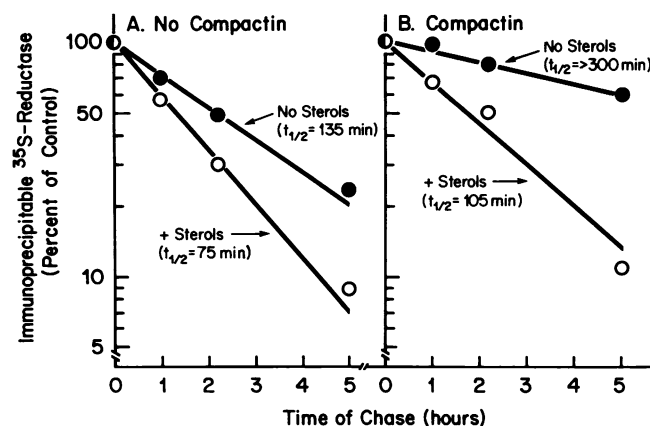 A. No Compactin
B. Compactin
Immunoprecipitable ³⁵S-Reductase
(Percent of Control)
100
50
10
5
No Sterols
(t₁/₂ = 135 min)
+ Sterols
(t₁/₂ = 75 min)
No Sterols
(t₁/₂ = >300 min)
+ Sterols
(t₁/₂ = 105 min)
0 1 2 3 4 5 0 1 2 3 4 5
Time of Chase (hours)